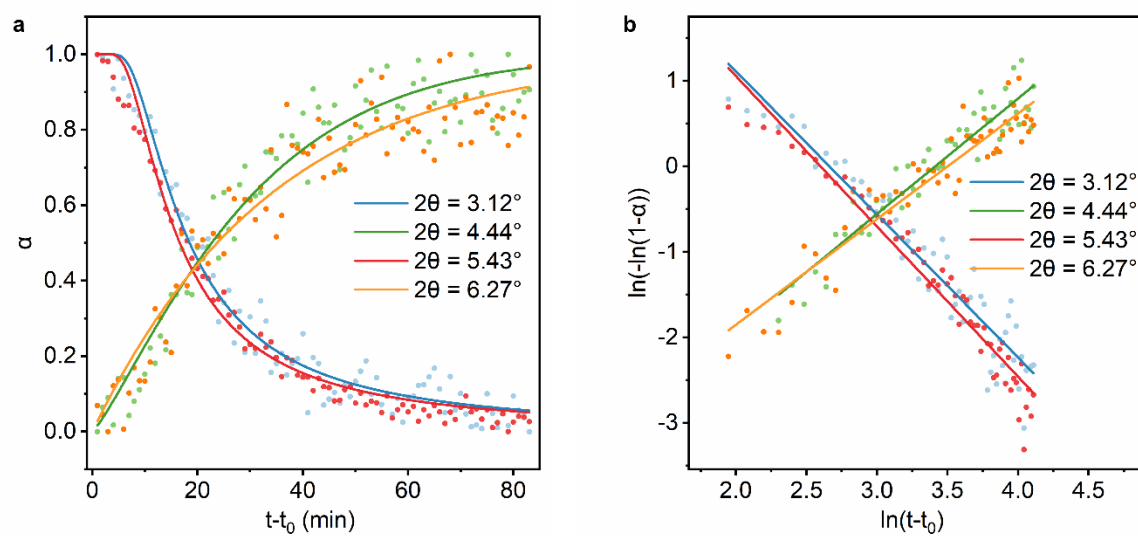 a
α
1.0
0.8
0.6
0.4
0.2
0.0
0
20
40
60
80
t-t₀ (min)
2θ = 3.12°
2θ = 4.44°
2θ = 5.43°
2θ = 6.27°
b
ln(-ln(1-α))
1
0
-1
-2
-3
2.0
2.5
3.0
3.5
4.0
4.5
ln(t-t₀)
2θ = 3.12°
2θ = 4.44°
2θ = 5.43°
2θ = 6.27°